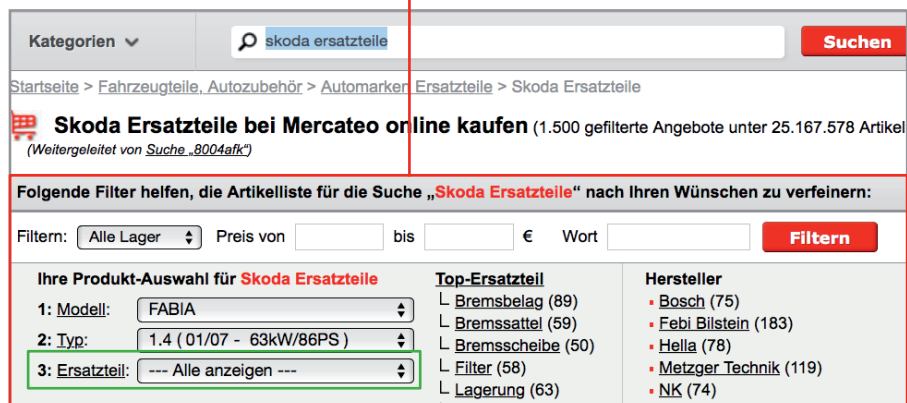 Kategorien
skoda ersatzteile
Suchen
Startseite > Fahrzeugteile, Autozubehör > Automarken Ersatzteile > Skoda Ersatzteile
Skoda Ersatzteile bei Mercateo online kaufen (1.500 gefilterte Angebote unter 25.167.578 Artikel
(Weitergeleitet von Suche „8004afk“)
Folgende Filter helfen, die Artikelliste für die Suche „Skoda Ersatzteile“ nach Ihren Wünschen zu verfeinern:
Filtern: Alle Lager Preis von bis € Wort Filtern
Ihre Produkt-Auswahl für Skoda Ersatzteile
1: Modell: FABIA
2: Typ: 1.4 ( 01/07 - 63kW/86PS )
3: Ersatzteil: --- Alle anzeigen ---
Top-Ersatzteil
Bremsbelag (89)
Bremssattel (59)
Bremsscheibe (50)
Filter (58)
Lagerung (63)
Hersteller
Bosch (75)
Febi Bilstein (183)
Hella (78)
Metzger Technik (119)
NK (74)